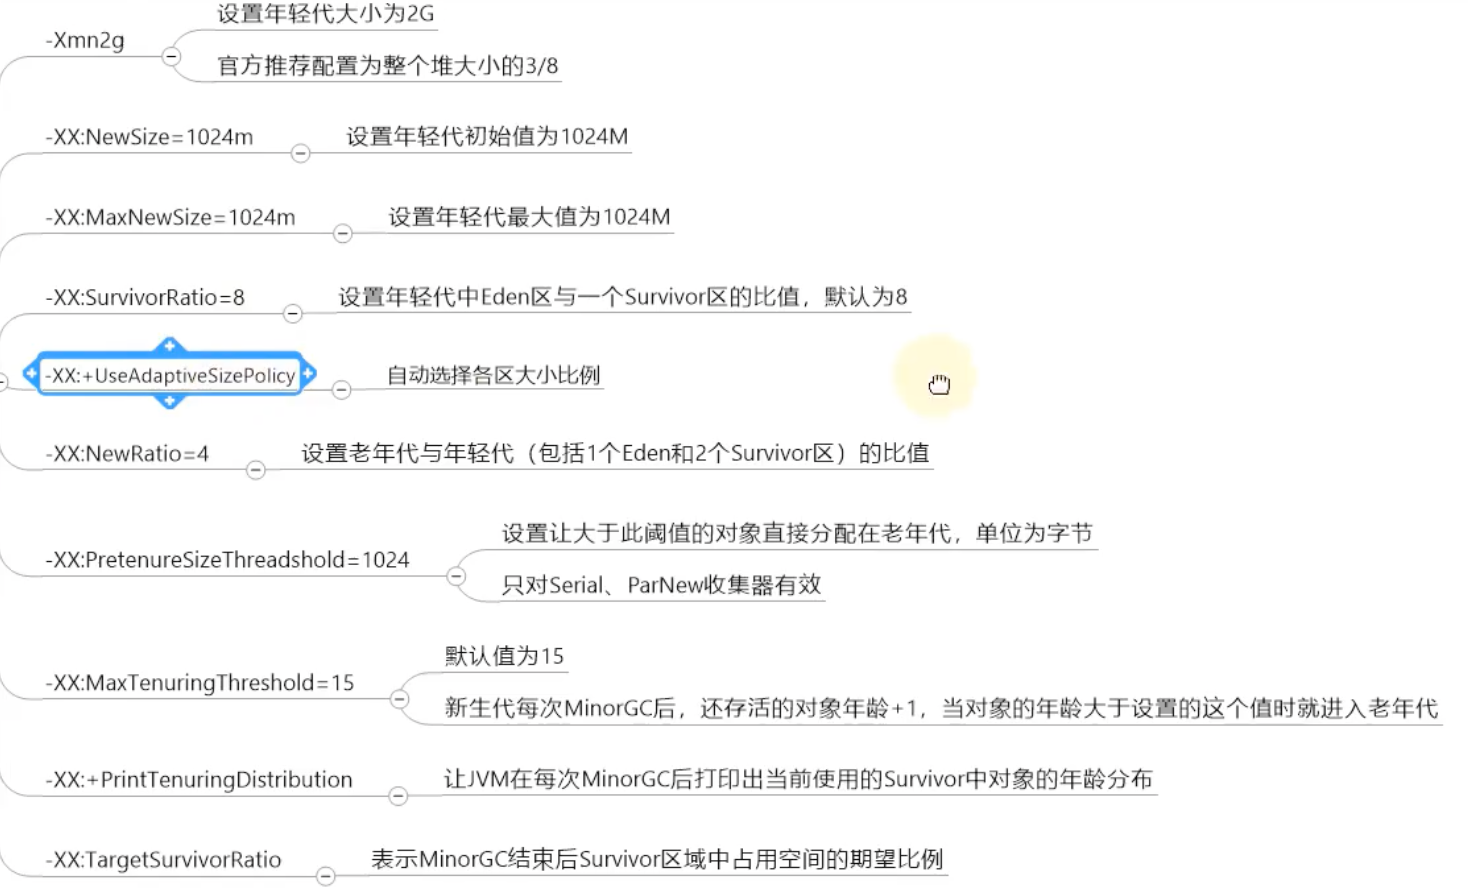 设置年轻代大小为2G
-Xmn2g
官方推荐配置为整个堆大小的3/8
-XX:NewSize=1024m
设置年轻代初始值为1024M
-XX:MaxNewSize=1024m
设置年轻代最大值为1024M
-XX:SurvivorRatio=8
设置年轻代中Eden区与一个Survivor区的比值，默认为8
-XX:+UseAdaptiveSizePolicy
自动选择各区大小比例
-XX:NewRatio=4
设置老年代与年轻代（包括1个Eden和2个Survivor区）的比值
设置让大于此阈值的对象直接分配在老年代，单位为字节
-XX:PretenureSizeThreadshold=1024
只对Serial、ParNew收集器有效
默认值为15
-XX:MaxTenuringThreshold=15
新生代每次MinorGC后，还存活的对象年龄+1，当对象的年龄大于设置的这个值时就进入老年代
-XX:+PrintTenuringDistribution
让JVM在每次MinorGC后打印出当前使用的Survivor中对象的年龄分布
-XX:TargetSurvivorRatio
表示MinorGC结束后Survivor区域中占用空间的期望比例